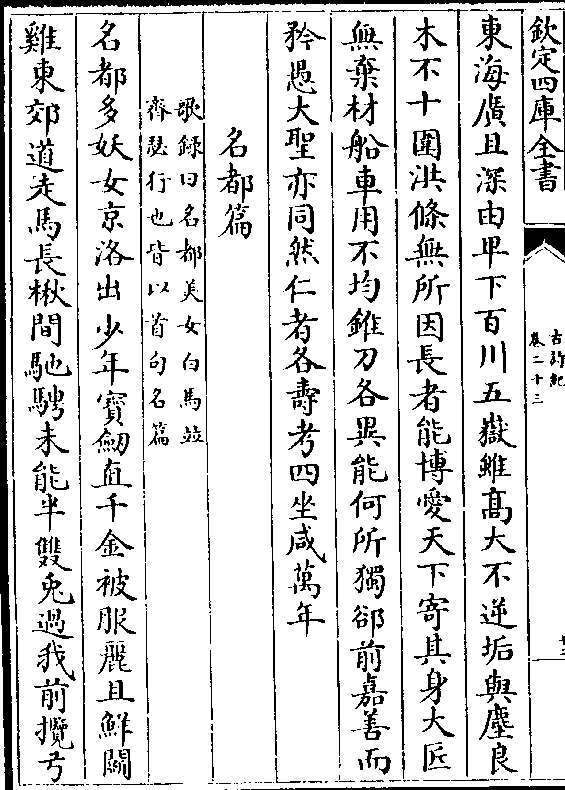 欽定四庫全書
古詩紀
卷二十三
東海廣且深由卑下百川五嶽雖髙大不逆垢與塵良
木不十圍洪條無所因長者能博愛天下寄其身大匠
無棄材船車用不均錐刀各異能何所獨郤前嘉善而
矜愚大聖亦同然仁者各壽考四坐咸萬年
名都篇
歌録曰名都美女白馬竝
齊瑟行也皆以首句名篇
名都多妖女京洛出少年寳劒直千金被服麗且鮮鬬
雞東郊道走馬長楸間馳騁未能半雙兎過我前攬弓